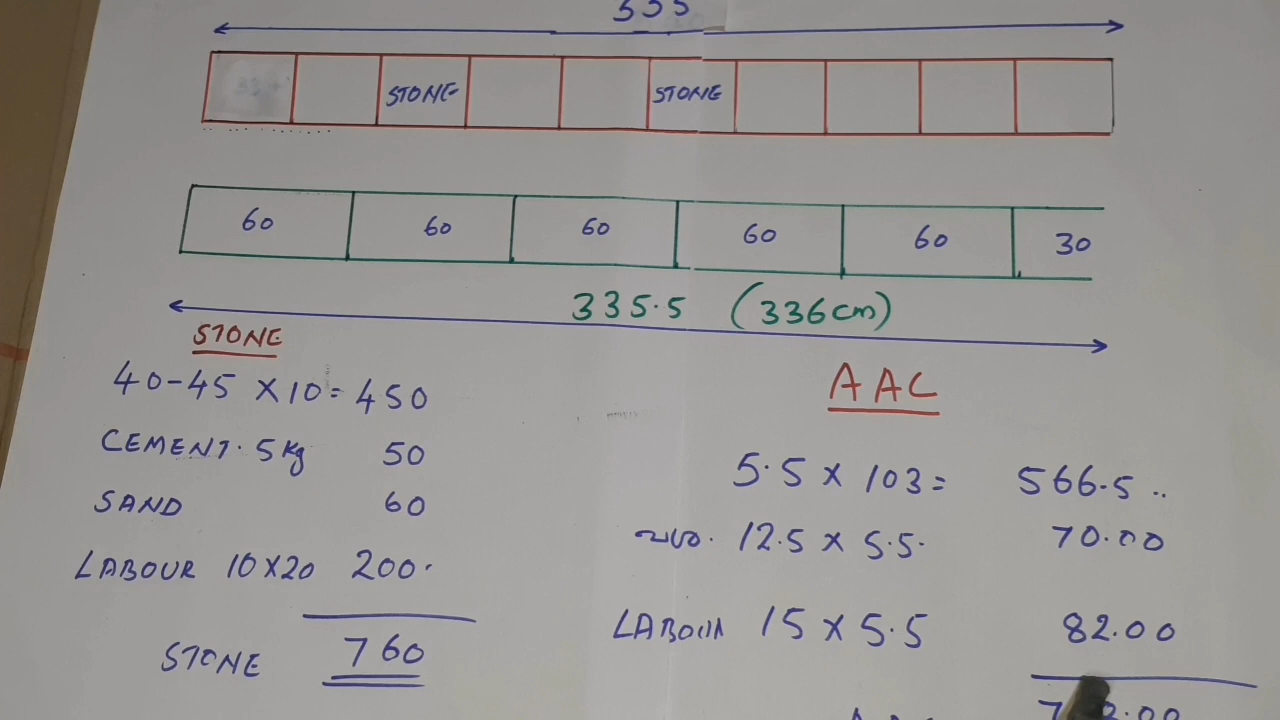 STONE STONE
60 60 60 60 60 30
335.5 (336cm)
STONE
40-45 X10= 450
CEMENT. 5Kg 50
SAND 60
LABOUR 10X20 200.
STONE 760
AAC
5.5 x 103= 566.5 ..
12.5 x 5.5. 70.00
LABOUR 15 x 5.5 82.00